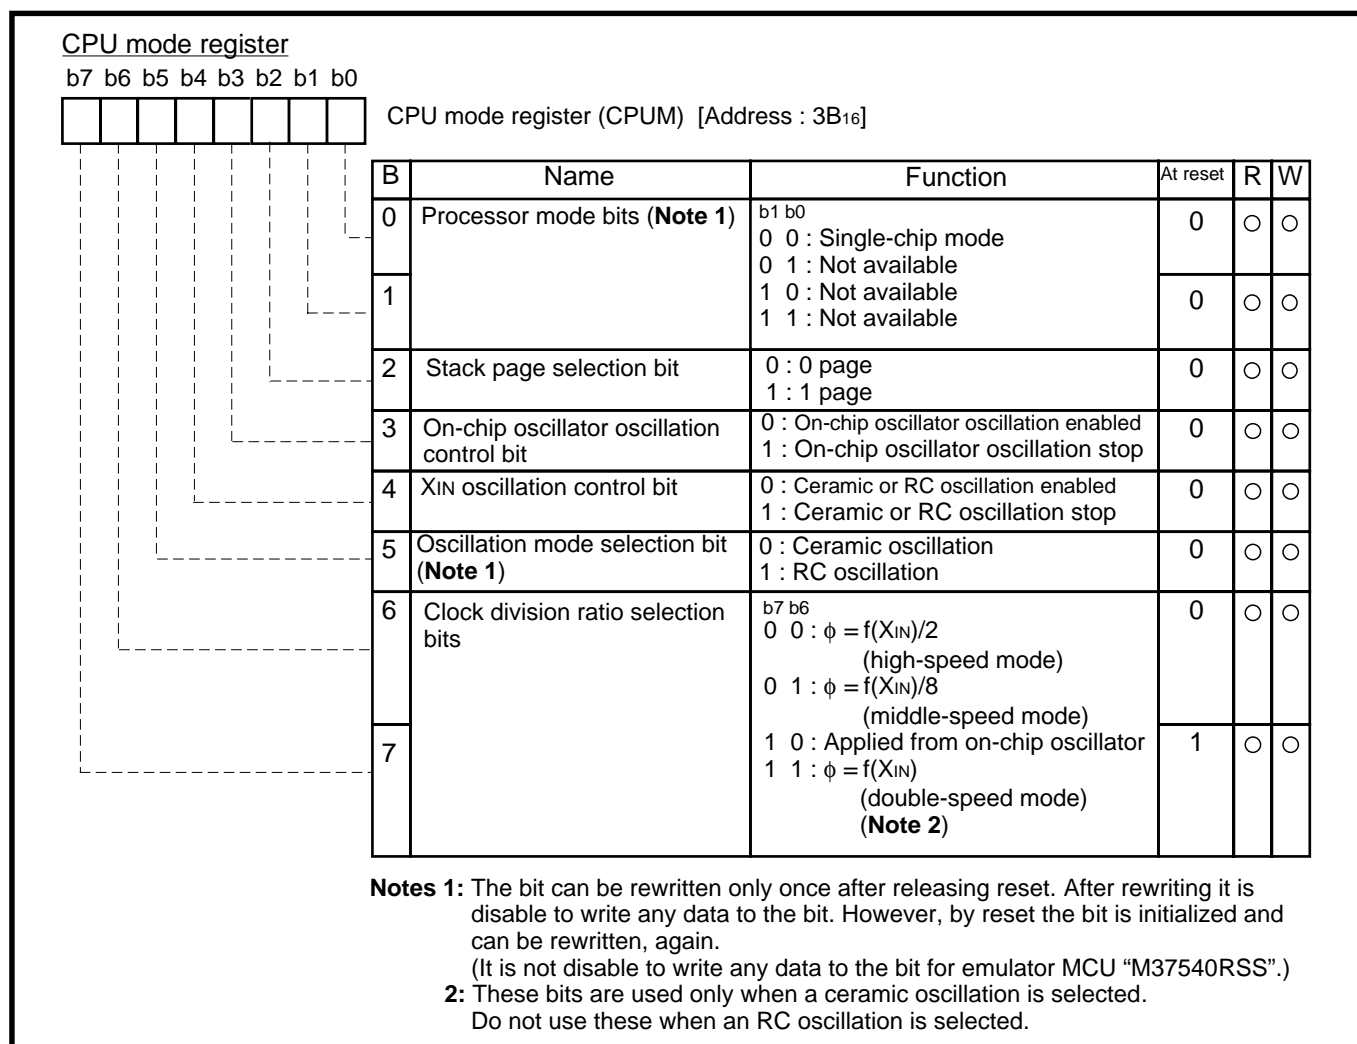 CPU mode register
b7 b6 b5 b4 b3 b2 b1 b0
CPU mode register (CPUM) [Address : 3B16]
B Name Function At reset R W
0 Processor mode bits (Note 1) b1 b0 0 ○ ○
0 0 : Single-chip mode
0 1 : Not available
1 1 0 : Not available 0 ○ ○
1 1 : Not available
2 Stack page selection bit 0 : 0 page 0 ○ ○
1 : 1 page
3 On-chip oscillator oscillation 0 : On-chip oscillator oscillation enabled 0 ○ ○
control bit 1 : On-chip oscillator oscillation stop
4 XIN oscillation control bit 0 : Ceramic or RC oscillation enabled 0 ○ ○
1 : Ceramic or RC oscillation stop
5 Oscillation mode selection bit 0 : Ceramic oscillation 0 ○ ○
(Note 1) 1 : RC oscillation
6 Clock division ratio selection b7 b6 0 ○ ○
bits 0 0 : ϕ = f(XIN)/2
(high-speed mode)
0 1 : ϕ = f(XIN)/8
(middle-speed mode)
7 1 0 : Applied from on-chip oscillator 1 ○ ○
1 1 : ϕ = f(XIN)
(double-speed mode)
(Note 2)
Notes 1: The bit can be rewritten only once after releasing reset. After rewriting it is
disable to write any data to the bit. However, by reset the bit is initialized and
can be rewritten, again.
(It is not disable to write any data to the bit for emulator MCU “M37540RSS”.)
2: These bits are used only when a ceramic oscillation is selected.
Do not use these when an RC oscillation is selected.